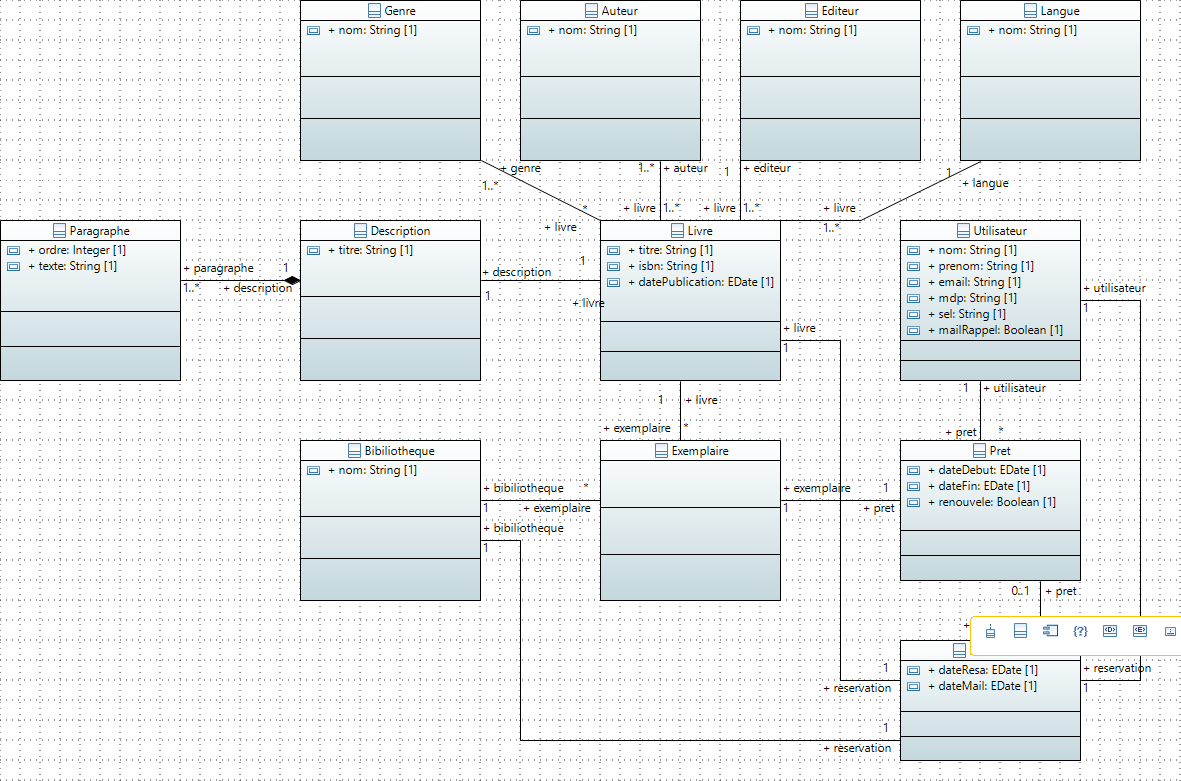 Genre
+ nom: String [1]
Auteur
+ nom: String [1]
Editeur
+ nom: String [1]
Langue
+ nom: String [1]
+ genre
1..*
1..*
+ auteur
1
+ editeur
1
+ langue
*
+ livre
+ livre
1..*
+ livre
1..*
+ livre
1..*
Paragraphe
+ ordre: Integer [1]
+ texte: String [1]
+ paragraphe
1..*
1
+ description
Description
+ titre: String [1]
+ description
1
1
+ livre
Livre
+ titre: String [1]
+ isbn: String [1]
+ datePublication: EDate [1]
+ livre
1
Utilisateur
+ nom: String [1]
+ prenom: String [1]
+ email: String [1]
+ mdp: String [1]
+ sel: String [1]
+ mailRappel: Boolean [1]
+ utilisateur
1
1
+ livre
+ exemplaire
*
1
+ utilisateur
+ pret
*
Bibiliotheque
+ nom: String [1]
+ bibiliotheque
1
*
+ exemplaire
+ bibiliotheque
1
Exemplaire
+ exemplaire
1
1
+ pret
Pret
+ dateDebut: EDate [1]
+ dateFin: EDate [1]
+ renouvele: Boolean [1]
0..1
+ pret
+
{?}
+ dateResa: EDate [1]
+ dateMail: EDate [1]
1
+ reservation
+ reservation
1
1
+ reservation